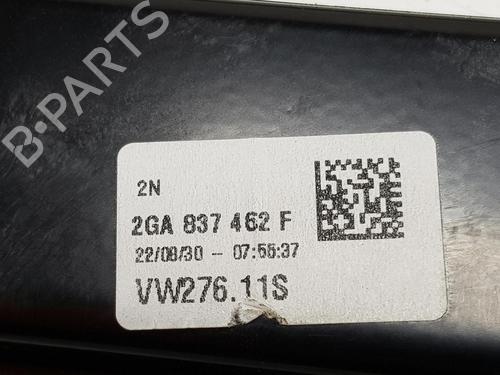 B-PARTS
2N
2GA 837 462 F
22/08/30 - 07:55:37
VW276.11S